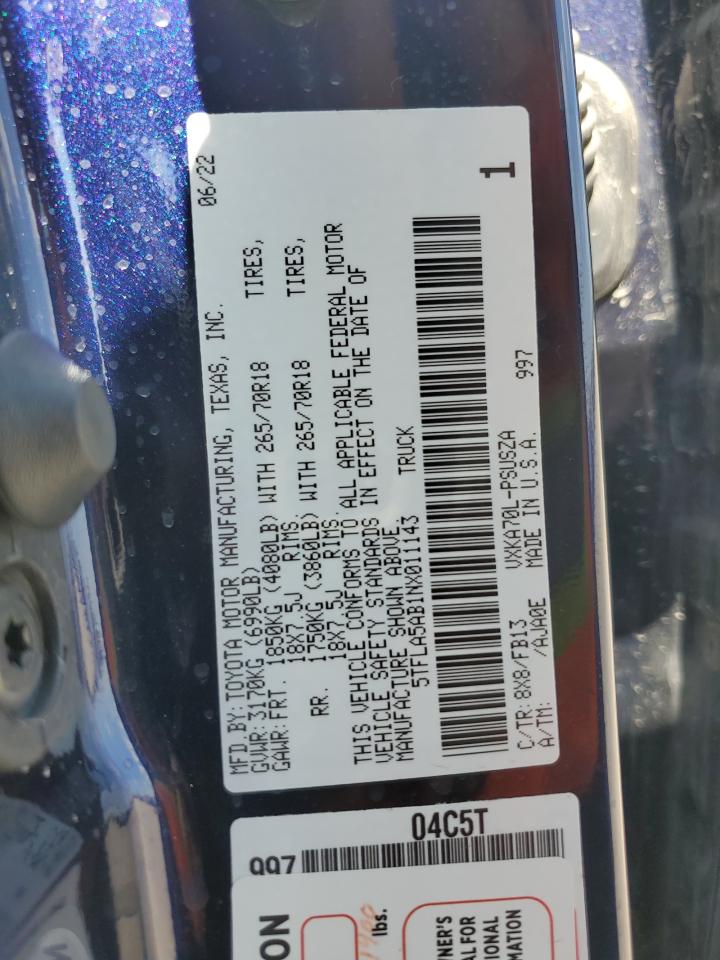 MFD BY: TOYOTA MOTOR MANUFACTURING, TEXAS, INC. 06/22
GVWR: 3170KG (6990LB)
GAWR: FRT. 1850KG (4080LB) WITH 265/70R18 TIRES,
18X7.5J RIMS
RR. 1750KG (3860LB) WITH 265/70R18 TIRES,
18X7.5J RIMS.
THIS VEHICLE CONFORMS TO ALL APPLICABLE FEDERAL MOTOR
VEHICLE SAFETY STANDARDS IN EFFECT ON THE DATE OF
MANUFACTURE SHOWN ABOVE.
5TFLA5AB1NX011143 TRUCK
1
C/TR: 8X8/FB13 VXKA70L-PSUSZA 997
A/TM: /AJA0E MADE IN U.S.A.
997
04C5T
ON
1460
lbs.
NER'S
AL FOR
IONAL
MATION